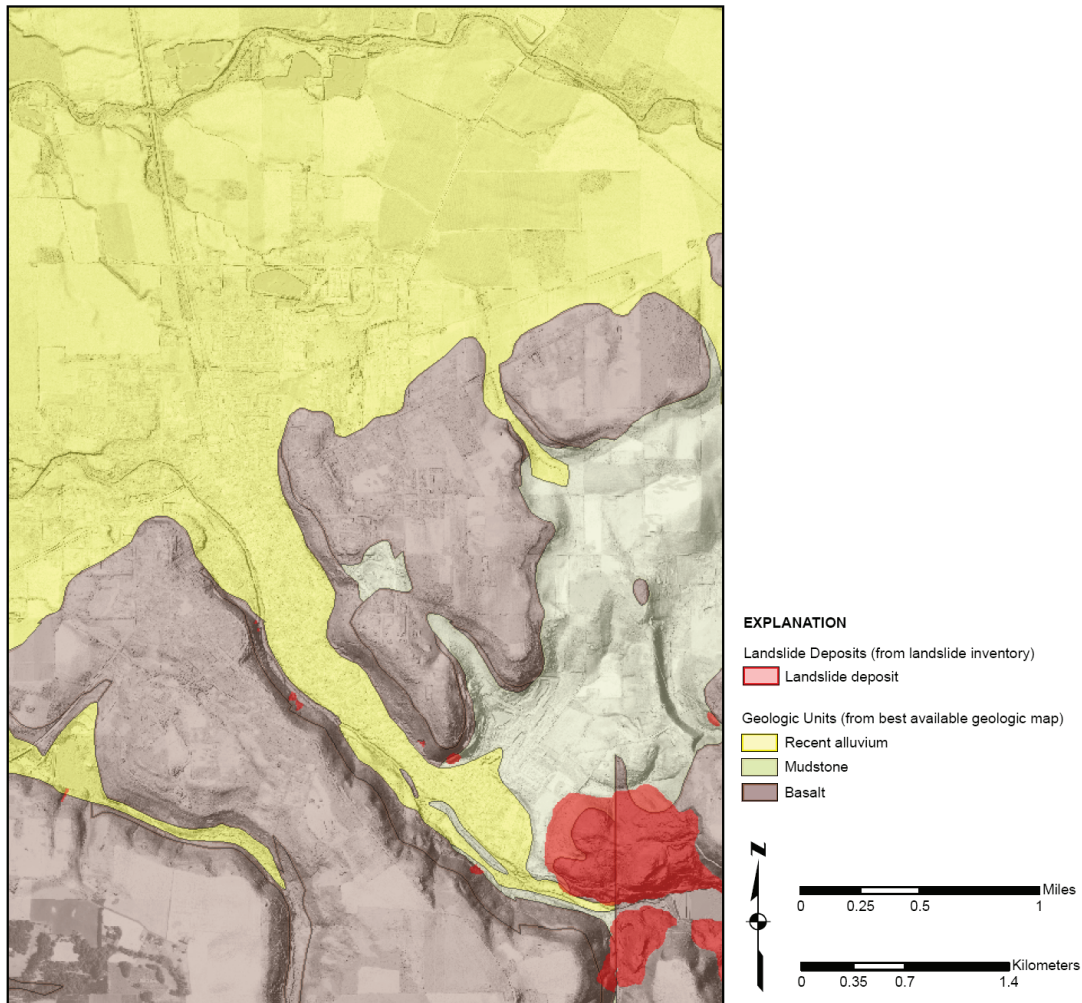 EXPLANATION
Landslide Deposits (from landslide inventory)
Landslide deposit
Geologic Units (from best available geologic map)
Recent alluvium
Mudstone
Basalt
N
Miles
0 0.25 0.5 1
Kilometers
0 0.35 0.7 1.4